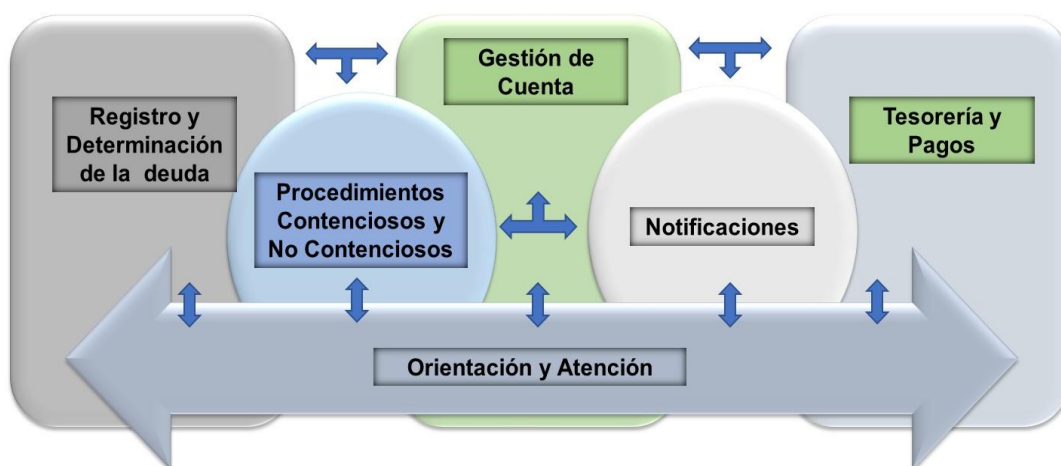 Gestión de
Cuenta
Registro y
Determinación
de la deuda
Tesorería y
Pagos
Procedimientos
Contenciosos y
No Contenciosos
Notificaciones
Orientación y Atención